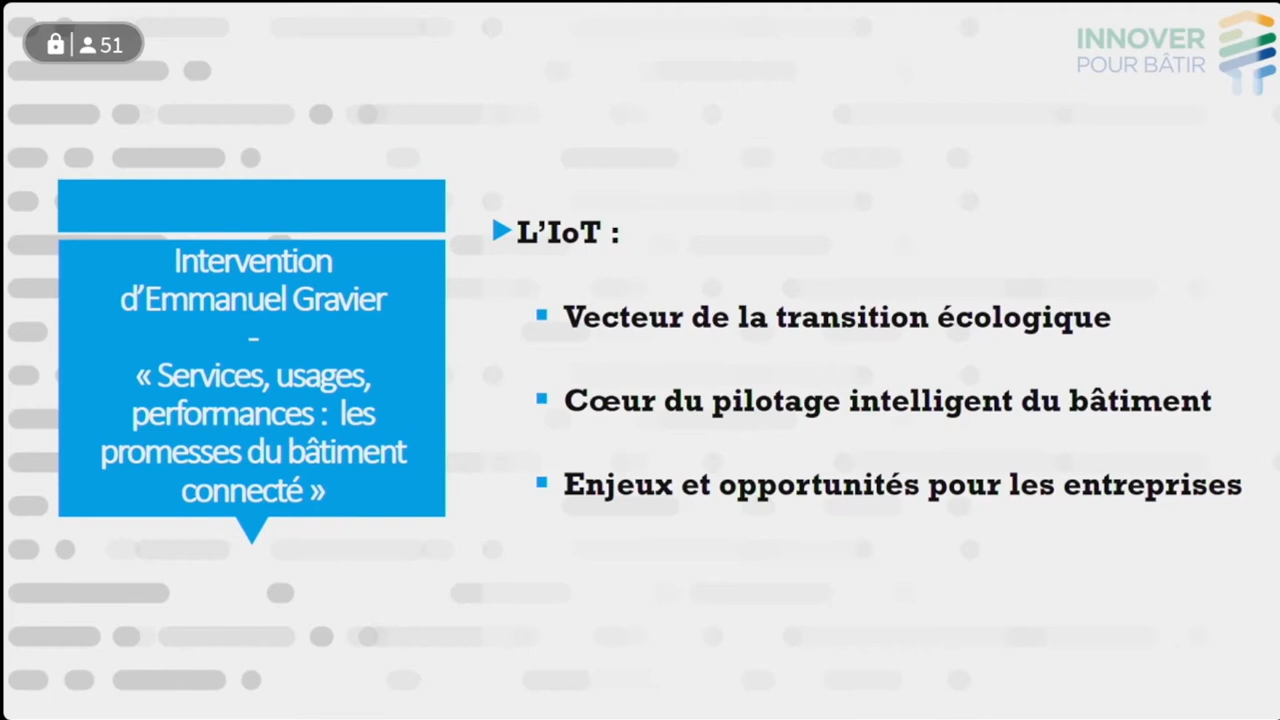 51
INNOVER
POUR BÂTIR
Intervention
d’Emmanuel Gravier
-
« Services, usages,
performances : les
promesses du bâtiment
connecté »
L’IoT :
Vecteur de la transition écologique
Cœur du pilotage intelligent du bâtiment
Enjeux et opportunités pour les entreprises